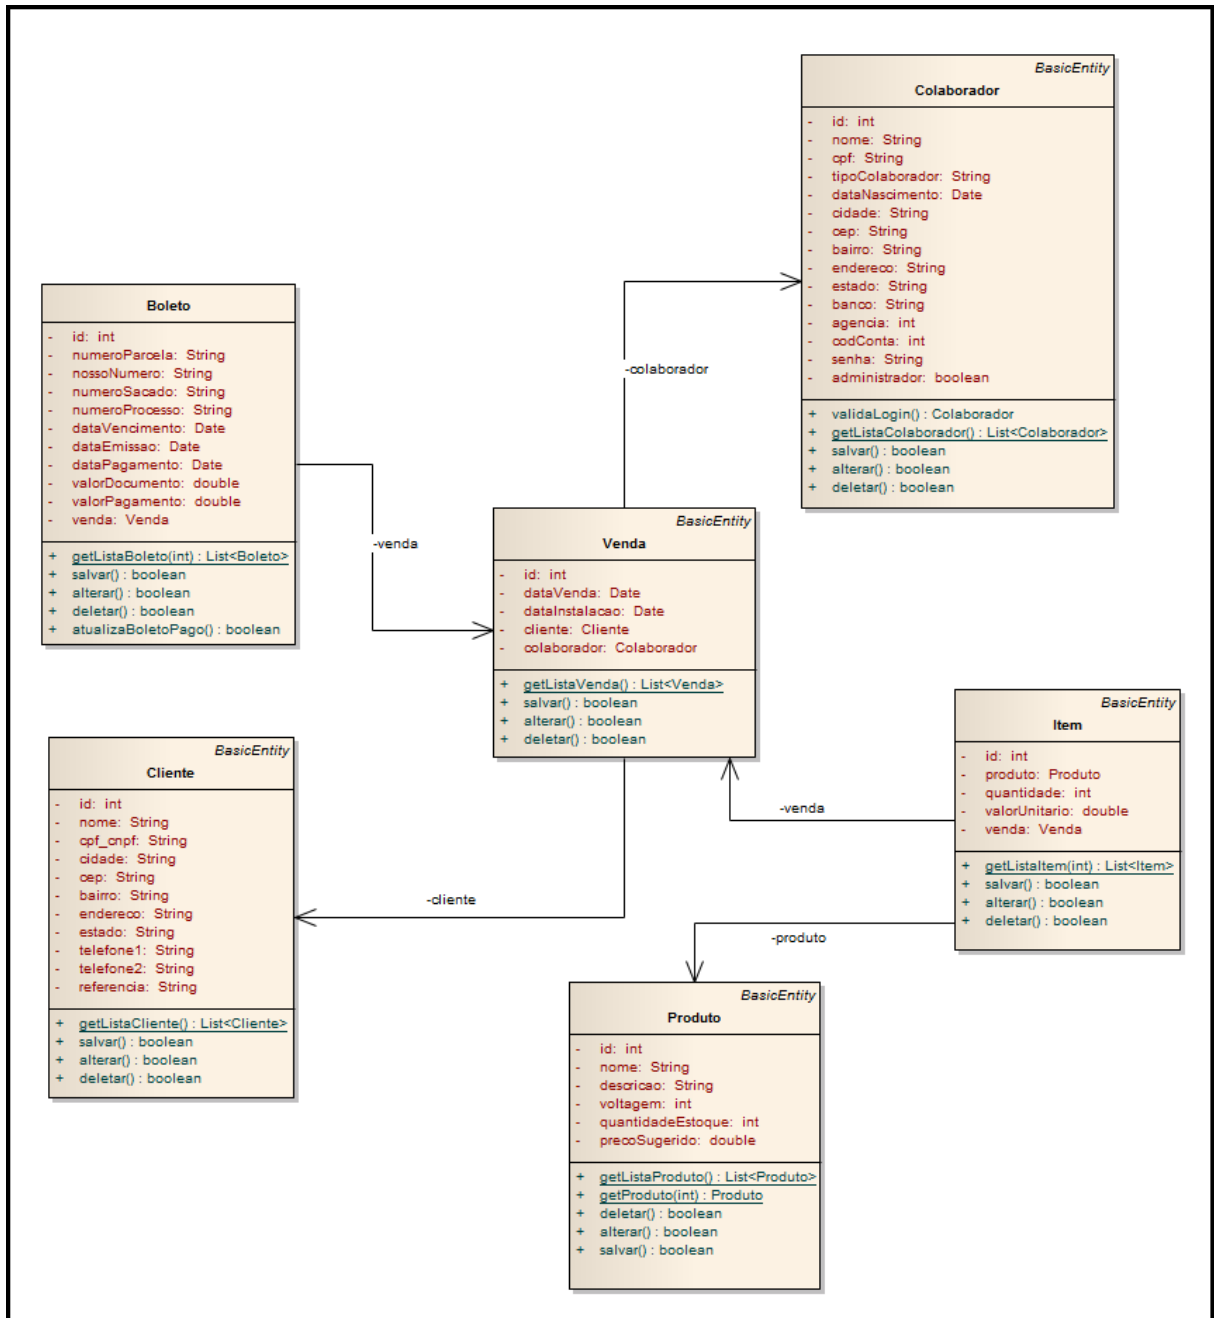 BasicEntity
Colaborador
- id: int
- nome: String
- cpf: String
- tipoColaborador: String
- dataNascimento: Date
- cidade: String
- cep: String
- bairro: String
- endereco: String
- estado: String
- banco: String
- agencia: int
- codConta: int
- senha: String
- administrador: boolean
+ validaLogin() : Colaborador
+ getListaColaborador() : List<Colaborador>
+ salvar() : boolean
+ alterar() : boolean
+ deletar() : boolean
Boleto
- id: int
- numeroParcela: String
- nossoNumero: String
- numeroSacado: String
- numeroProcesso: String
- dataVencimento: Date
- dataEmissao: Date
- dataPagamento: Date
- valorDocumento: double
- valorPagamento: double
- venda: Venda
+ getListaBoleto(int) : List<Boleto>
+ salvar() : boolean
+ alterar() : boolean
+ deletar() : boolean
+ atualizaBoletoPago() : boolean
-colaborador
-venda
BasicEntity
Venda
- id: int
- dataVenda: Date
- dataInstalacao: Date
- cliente: Cliente
- colaborador: Colaborador
+ getListaVenda() : List<Venda>
+ salvar() : boolean
+ alterar() : boolean
+ deletar() : boolean
BasicEntity
Item
- id: int
- produto: Produto
- quantidade: int
- valorUnitario: double
- venda: Venda
+ getListaItem(int) : List<Item>
+ salvar() : boolean
+ alterar() : boolean
+ deletar() : boolean
BasicEntity
Cliente
- id: int
- nome: String
- cpf_cnpf: String
- cidade: String
- cep: String
- bairro: String
- endereco: String
- estado: String
- telefone1: String
- telefone2: String
- referencia: String
+ getListaCliente() : List<Cliente>
+ salvar() : boolean
+ alterar() : boolean
+ deletar() : boolean
-venda
-cliente
-produto
BasicEntity
Produto
- id: int
- nome: String
- descricao: String
- voltagem: int
- quantidadeEstoque: int
- precoSugerido: double
+ getListaProduto() : List<Produto>
+ getProduto(int) : Produto
+ deletar() : boolean
+ alterar() : boolean
+ salvar() : boolean